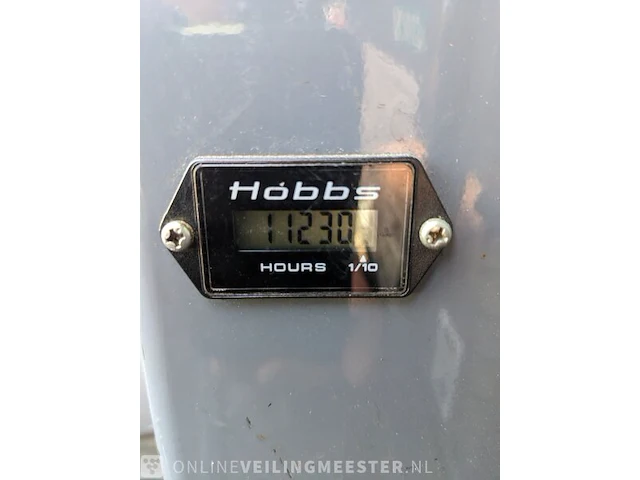 Hobbs
11230
HOURS 1/10
ONLINEVEILINGMEESTER.NL